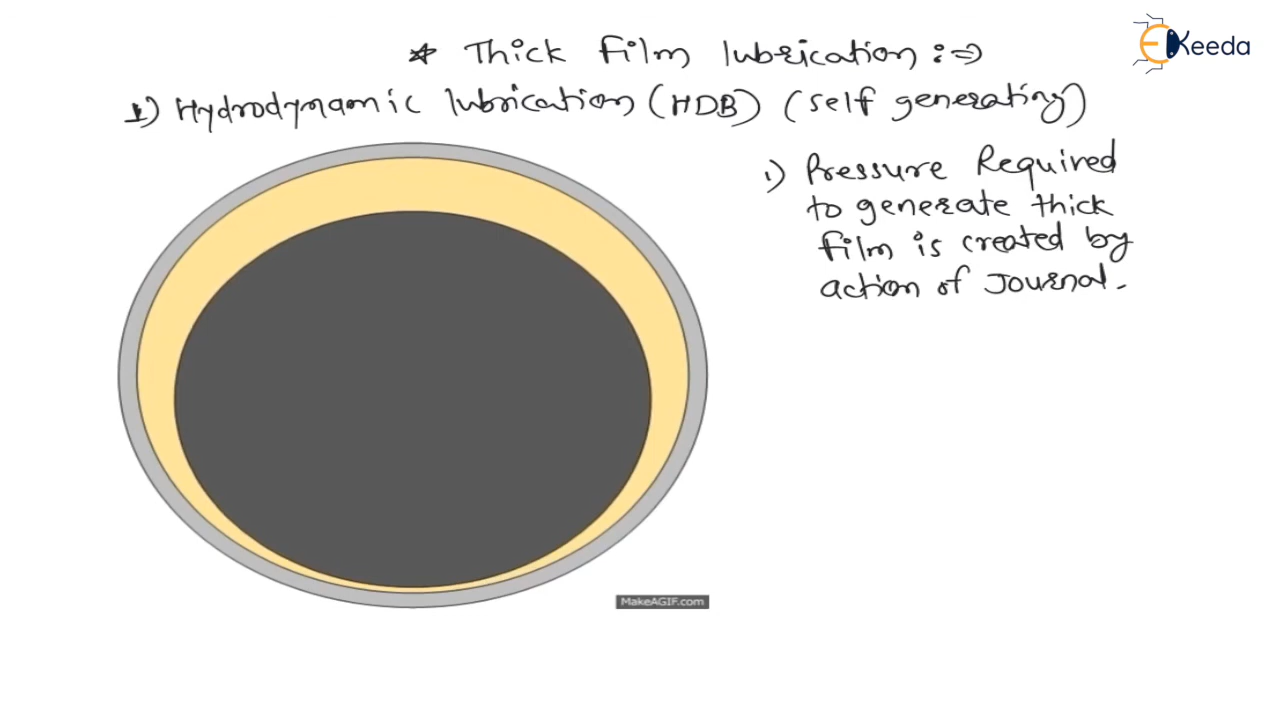 * Thick film lubrication :⇒
1) Hydrodynamic lubrication (HDB) (self generating)
1) Pressure Required
to generate thick
film is created by
action of Journal.
EKeeda
MakeAGIF.com